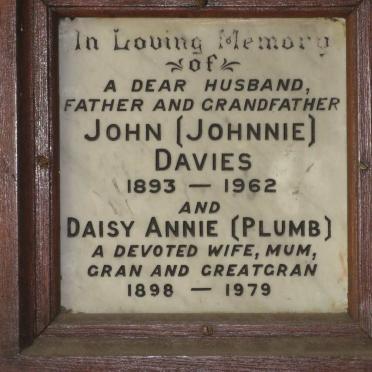 In Loving Memory
of
A DEAR HUSBAND,
FATHER AND GRANDFATHER
JOHN (JOHNNIE)
DAVIES
1893 — 1962
AND
DAISY ANNIE (PLUMB)
A DEVOTED WIFE, MUM,
GRAN AND GREATGRAN
1898 — 1979